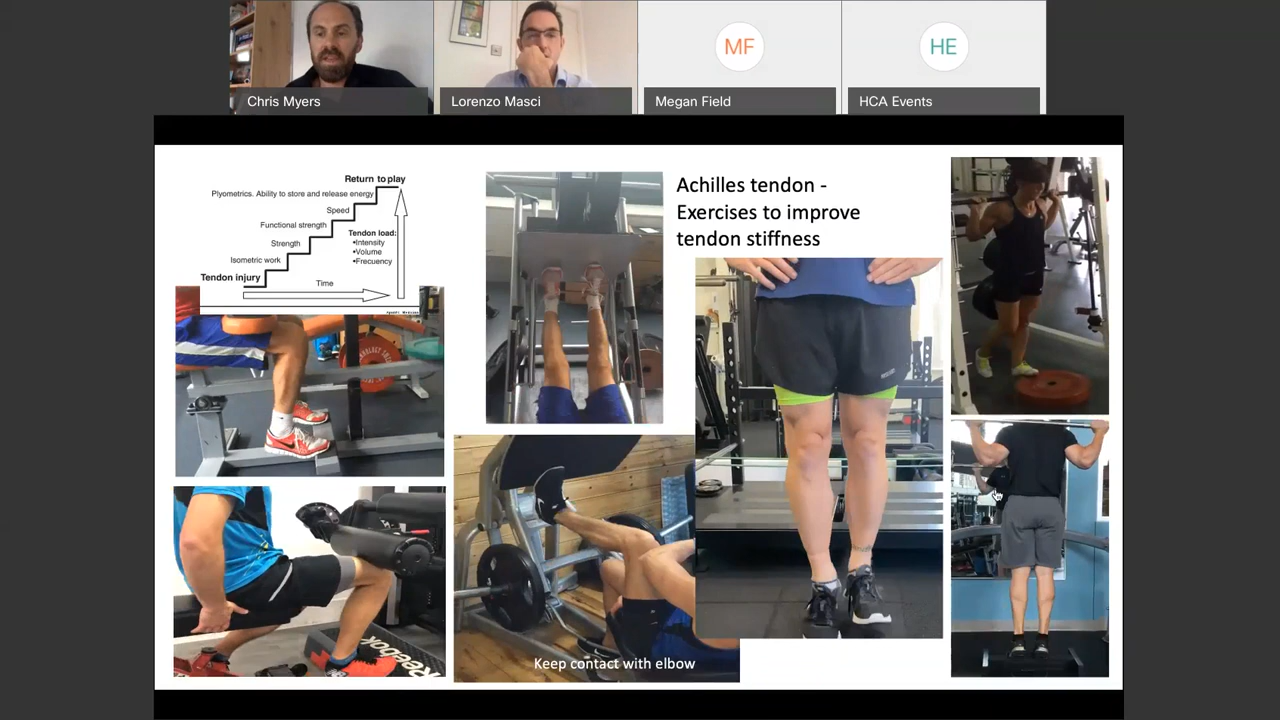 MF
HE
Chris Myers
Lorenzo Masci
Megan Field
HCA Events
Return to play
Plyometrics. Ability to store and release energy
Speed
Functional strength
Strength
Isometric work
Tendon injury
Time
Tendon load:
•Intensity
•Volume
•Frecuency
Achilles tendon -
Exercises to improve
tendon stiffness
Reebok
Keep contact with elbow